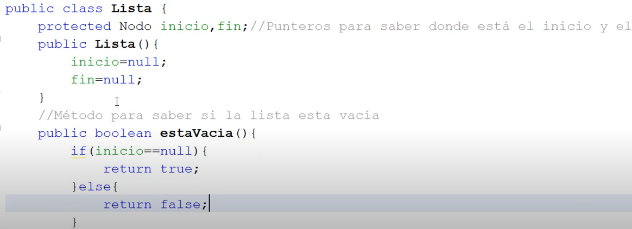 public class Lista {
protected Nodo inicio,fin;//Punteros para saber donde está el inicio y el
public Lista(){
inicio=null;
fin=null;
}
//Método para saber si la lista esta vacia
public boolean estaVacia(){
if(inicio==null){
return true;
}else{
return false;
}